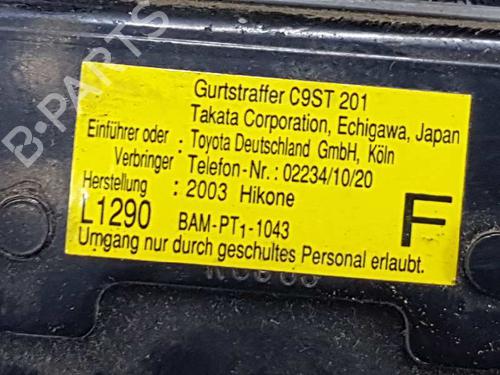 B-PARTS
Gurtstraffer C9ST 201
Takata Corporation, Echigawa, Japan
Einführer oder : Toyota Deutschland GmbH, Köln
Verbringer Telefon-Nr.: 02234/10/20
Herstellung : 2003 Hikone
L1290 BAM-PT1-1043 F
Umgang nur durch geschultes Personal erlaubt.